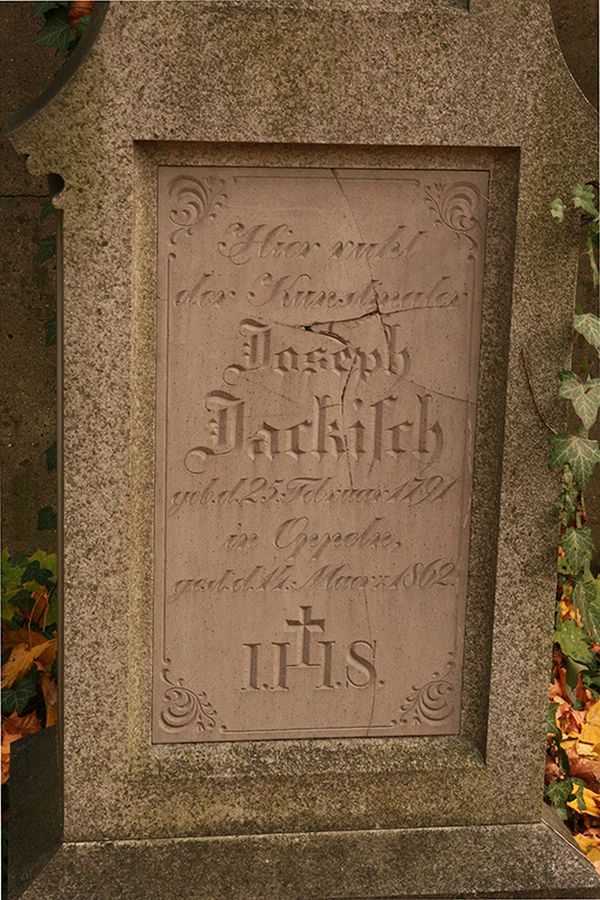 Hier ruht
der Kunstmaler
Joseph
Jackiſch
geb. d. 25. Februar 1791
in Oppeln,
gest. d. 14. Maerz 1862.
I.H.S.